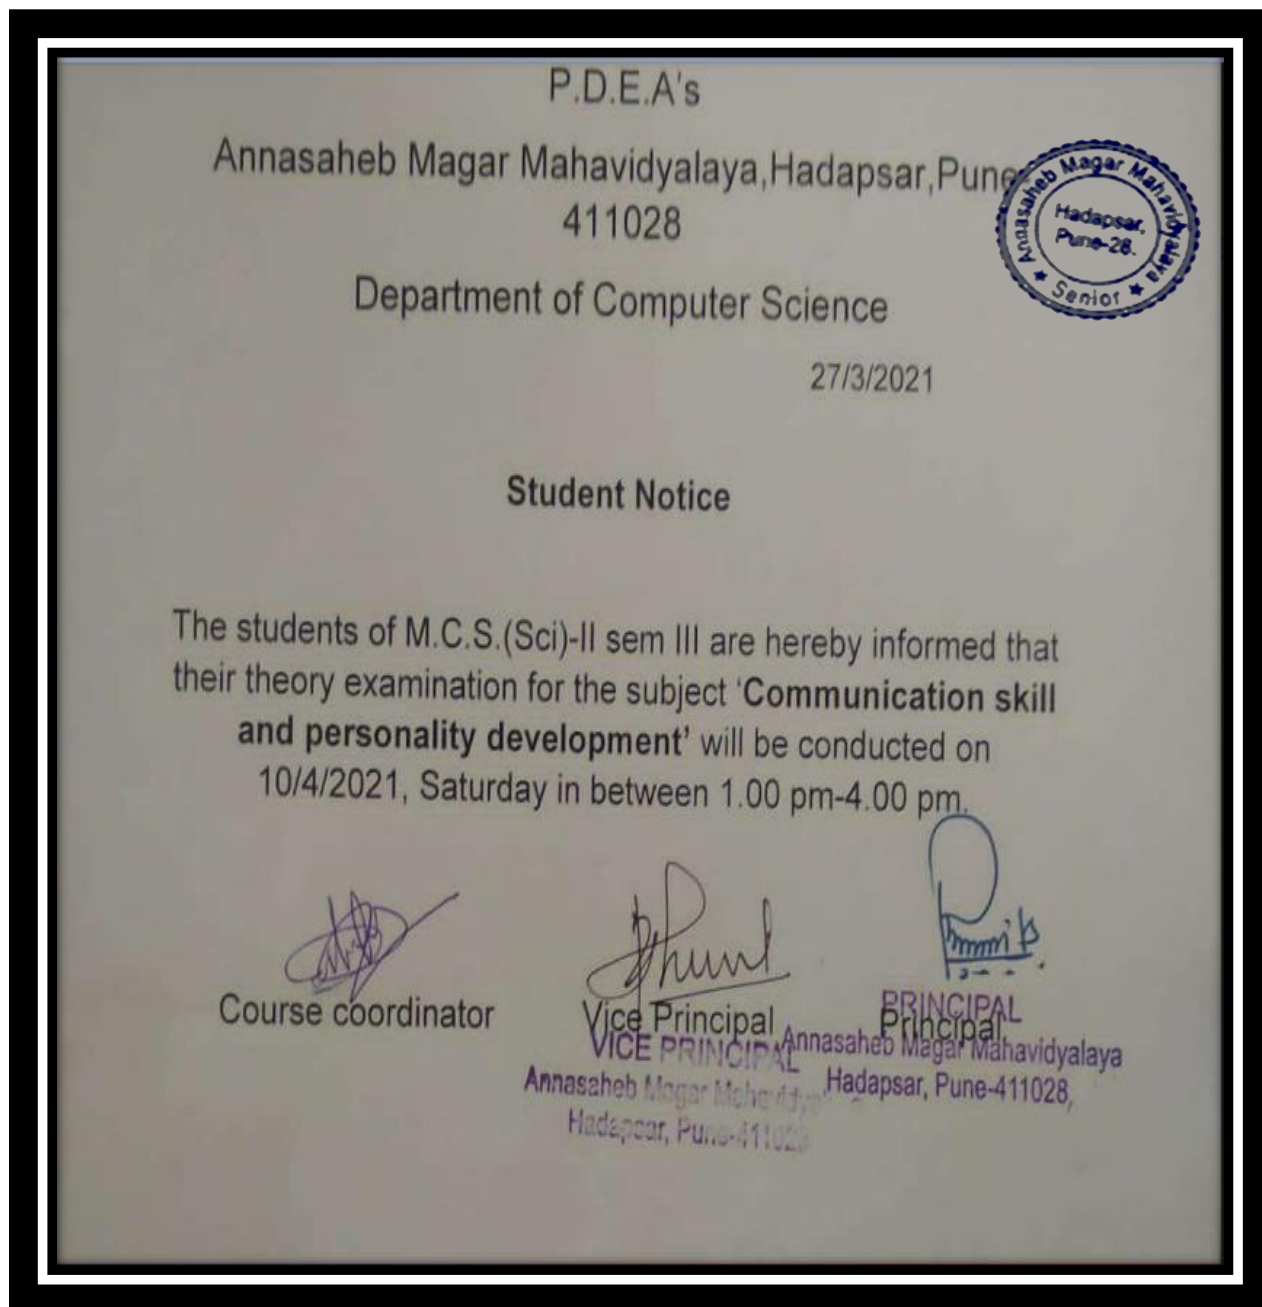 P.D.E.A's
Annasaheb Magar Mahavidyalaya,Hadapsar,Pune
411028
Annasaheb Magar Mahavidyalaya
Hadapsar,
Pune-28.
★ Senior ★
Department of Computer Science
27/3/2021
Student Notice
The students of M.C.S.(Sci)-II sem III are hereby informed that
their theory examination for the subject ‘Communication skill
and personality development’ will be conducted on
10/4/2021, Saturday in between 1.00 pm-4.00 pm.
Course coordinator
Vice Principal
VICE PRINCIPAL
Annasaheb Magar
Hadapsar, Pune-411028
Principal
PRINCIPAL
Annasaheb Magar Mahavidyalaya
Hadapsar, Pune-411028,